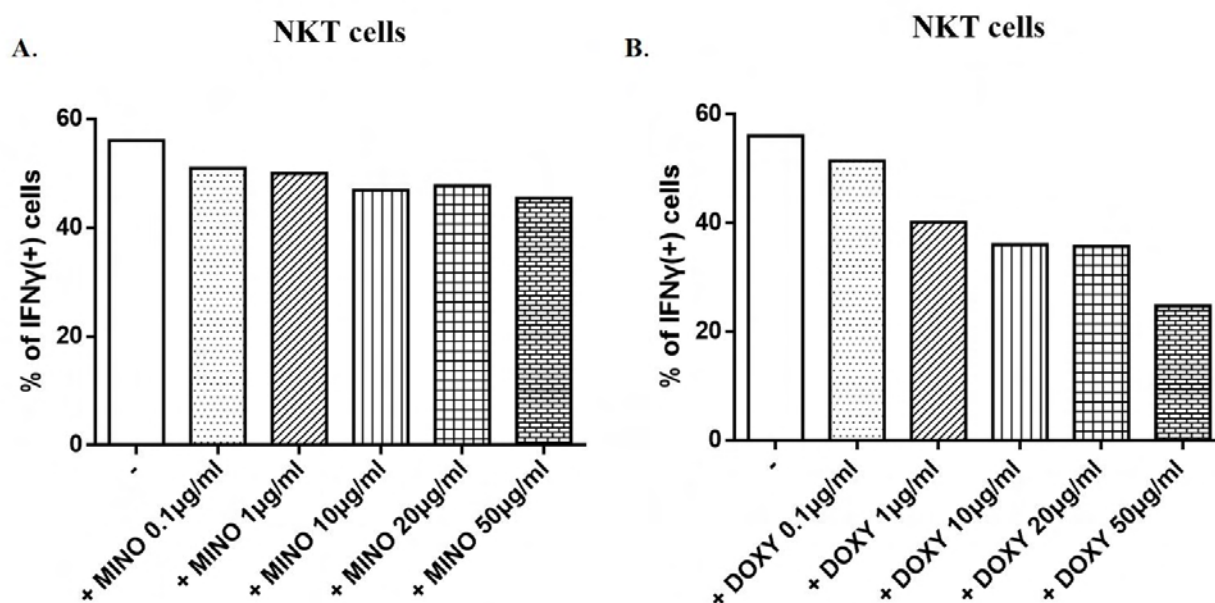 A.
NKT cells
% of IFNγ(+) cells
60
40
20
0
-
+ MINO 0.1µg/ml
+ MINO 1µg/ml
+ MINO 10µg/ml
+ MINO 20µg/ml
+ MINO 50µg/ml
B.
NKT cells
% of IFNγ(+) cells
60
40
20
0
-
+ DOXY 0.1µg/ml
+ DOXY 1µg/ml
+ DOXY 10µg/ml
+ DOXY 20µg/ml
+ DOXY 50µg/ml